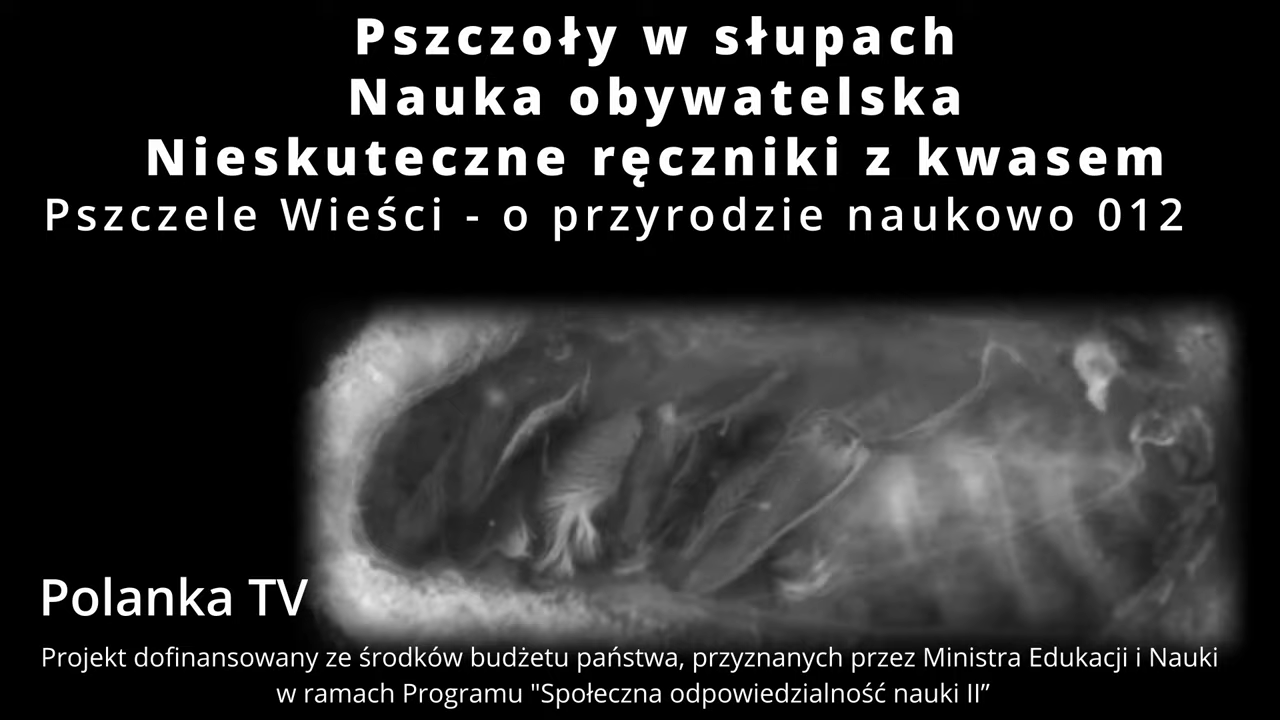 Pszczoły w słupach
Nauka obywatelska
Nieskuteczne ręczniki z kwasem
Pszczele Wieści - o przyrodzie naukowo 012
Polanka TV
Projekt dofinansowany ze środków budżetu państwa, przyznanych przez Ministra Edukacji i Nauki
w ramach Programu "Społeczna odpowiedzialność nauki II”